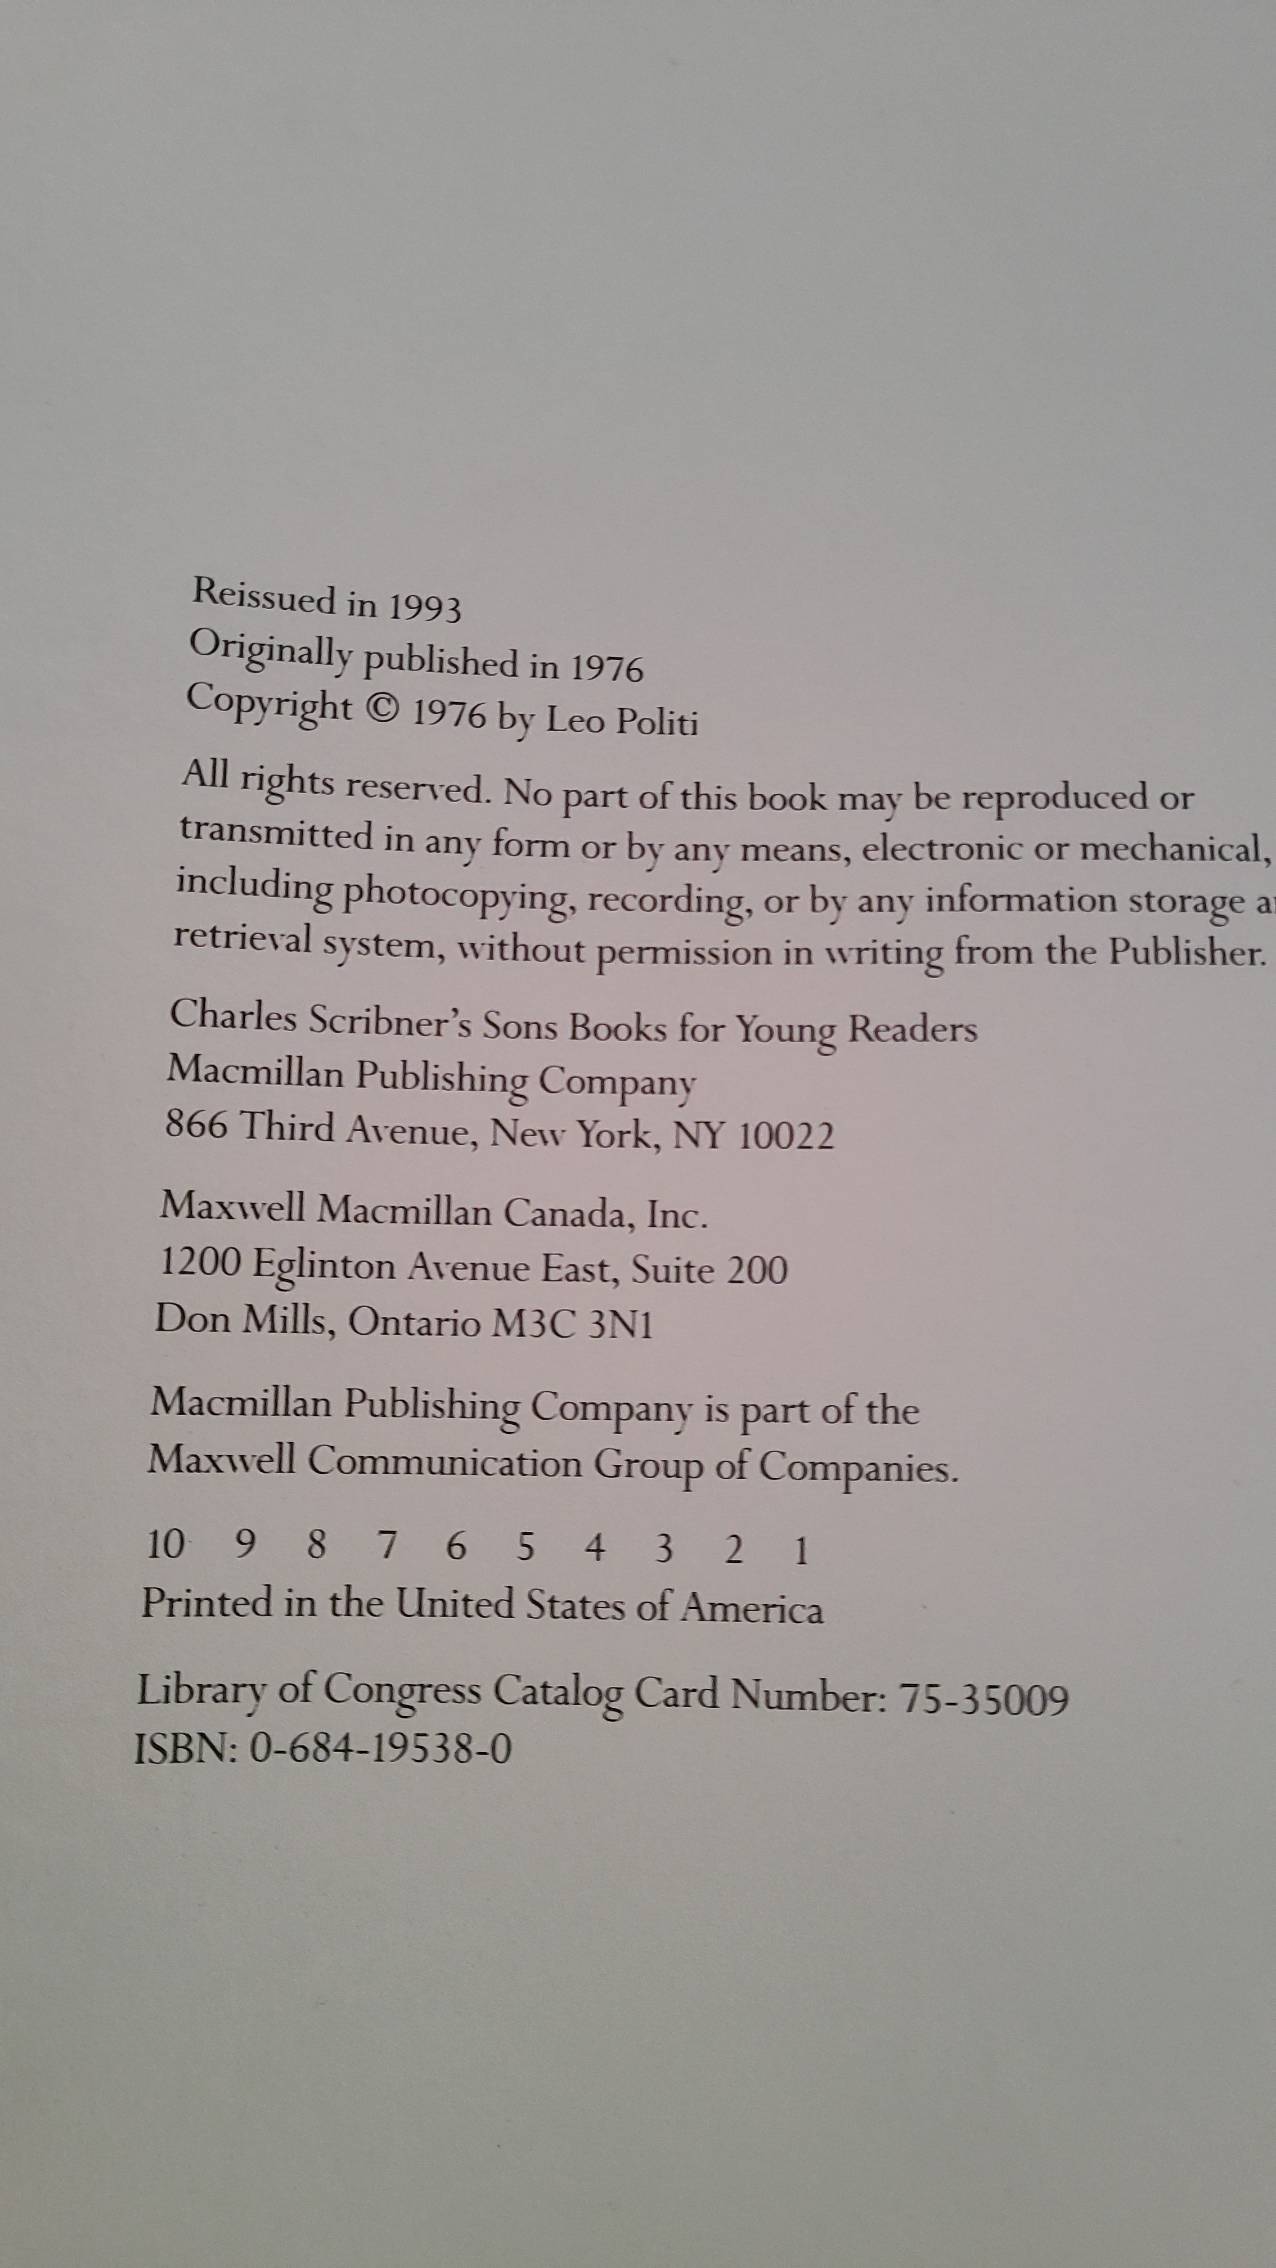 Reissued in 1993
Originally published in 1976
Copyright © 1976 by Leo Politi
All rights reserved. No part of this book may be reproduced or
transmitted in any form or by any means, electronic or mechanical,
including photocopying, recording, or by any information storage
retrieval system, without permission in writing from the Publisher.
Charles Scribner's Sons Books for Young Readers
Macmillan Publishing Company
866 Third Avenue, New York, NY 10022
Maxwell Macmillan Canada, Inc.
1200 Eglinton Avenue East, Suite 200
Don Mills, Ontario M3C 3N1
Macmillan Publishing Company is part of the
Maxwell Communication Group of Companies.
10 9 8 7 6 5 4 3 2 1
Printed in the United States of America
Library of Congress Catalog Card Number: 75-35009
ISBN: 0-684-19538-0